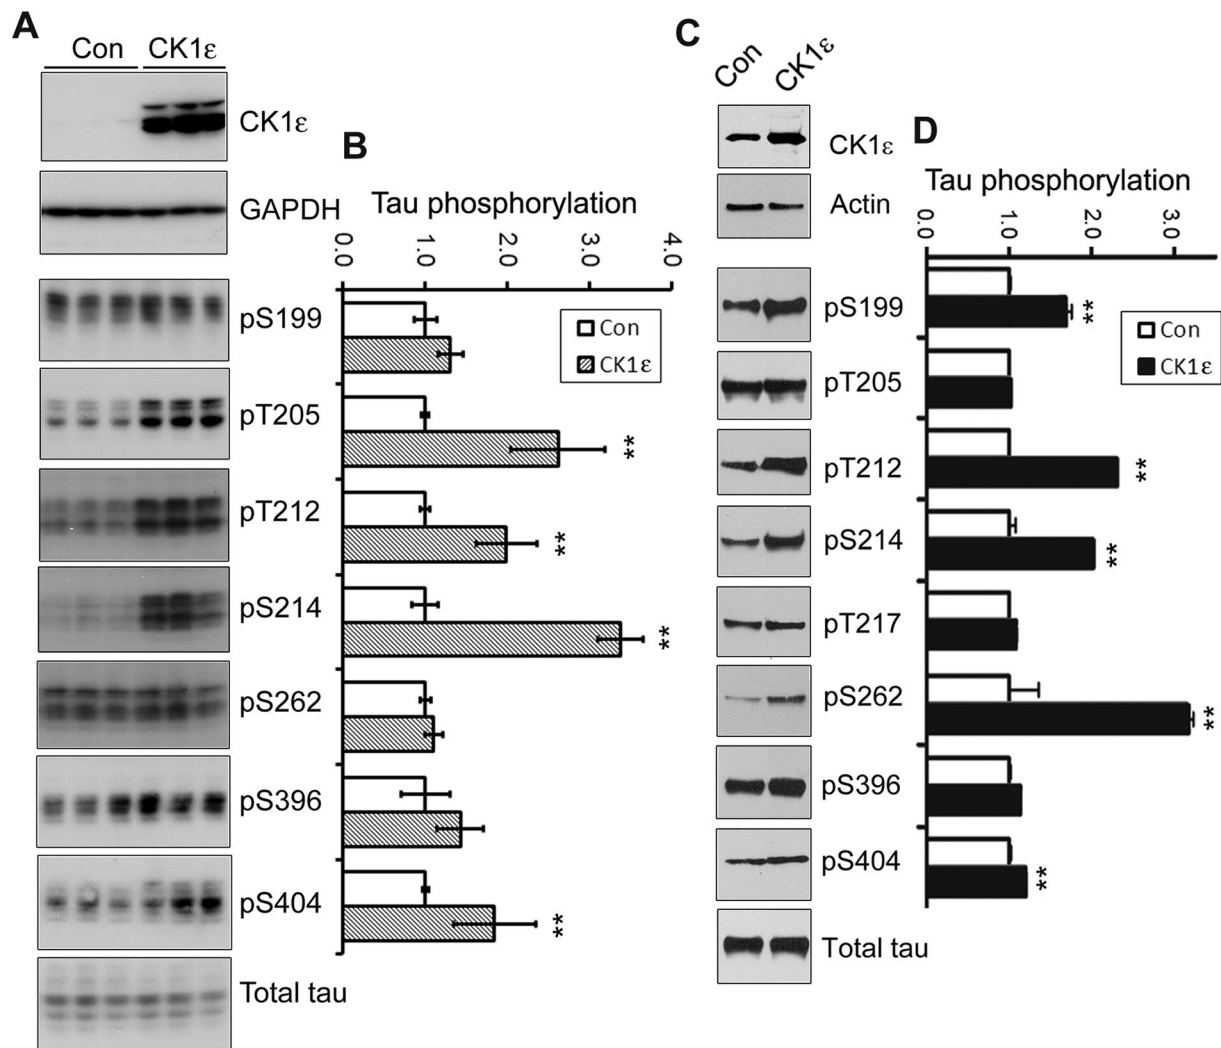 A
Con CK1ε
CK1ε
GAPDH
pS199
pT205
pT212
pS214
pS262
pS396
pS404
Total tau
B
Tau phosphorylation
0.0 1.0 2.0 3.0 4.0
Con
CK1ε
**
**
**
**
C
Con CK1ε
CK1ε
Actin
pS199
pT205
pT212
pS214
pT217
pS262
pS396
pS404
Total tau
D
Tau phosphorylation
0.0 1.0 2.0 3.0
Con
CK1ε
**
**
**
**
**